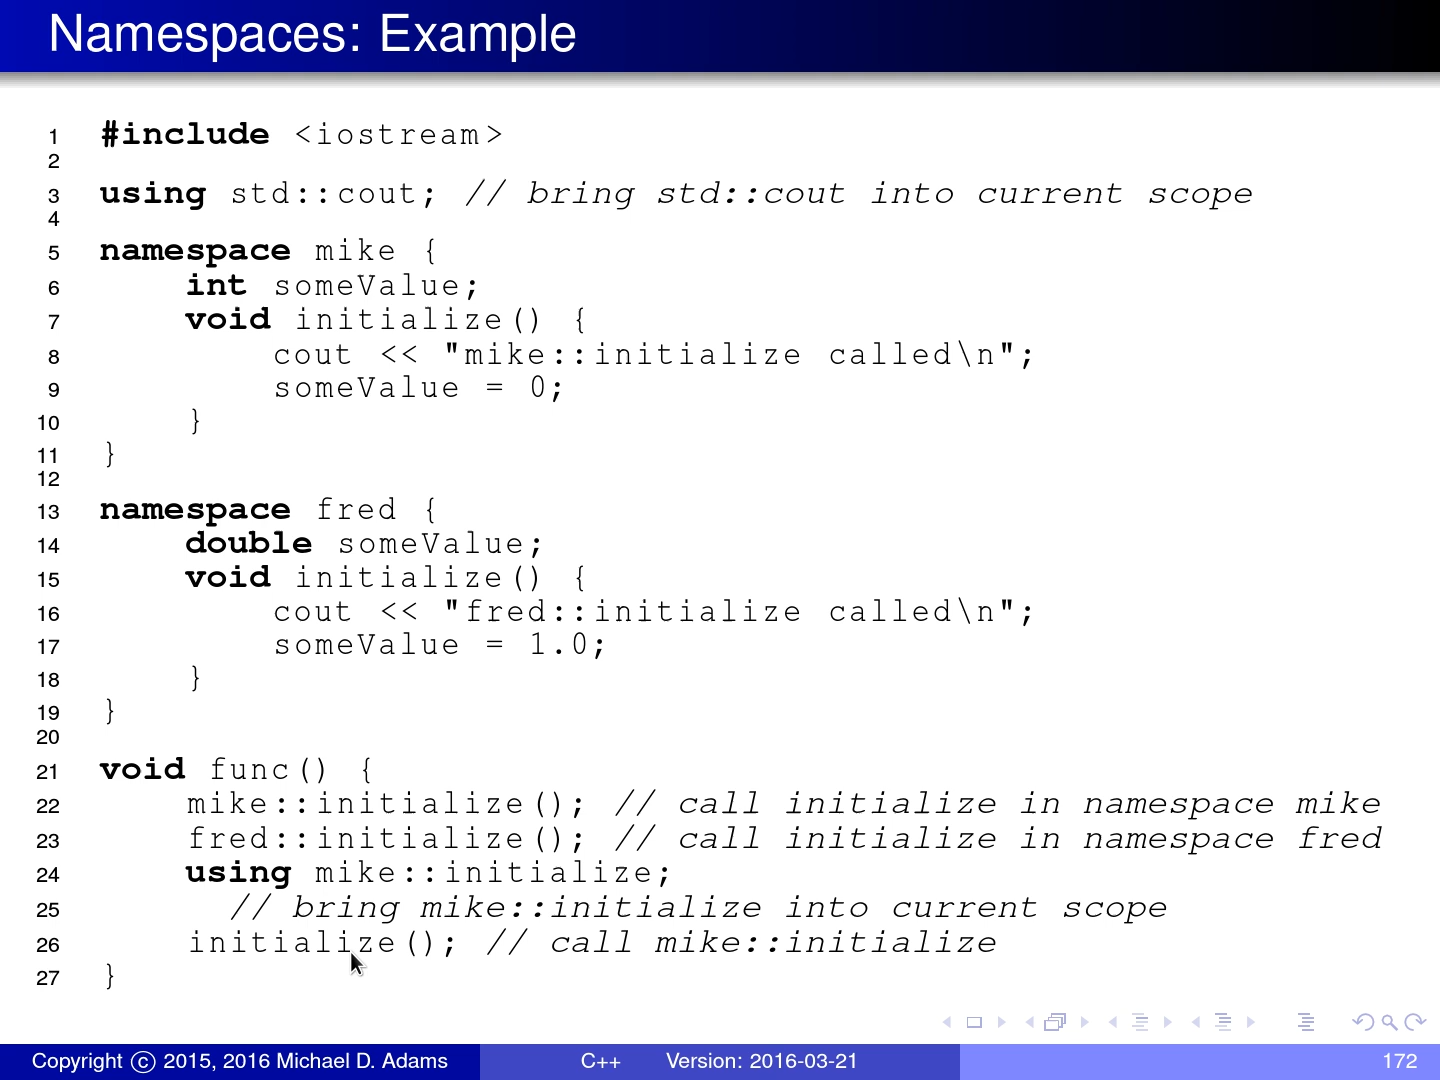 Namespaces: Example
1 #include <iostream>
2
3 using std::cout; // bring std::cout into current scope
4
5 namespace mike {
6 int someValue;
7 void initialize() {
8 cout << "mike::initialize called\n";
9 someValue = 0;
10 }
11 }
12
13 namespace fred {
14 double someValue;
15 void initialize() {
16 cout << "fred::initialize called\n";
17 someValue = 1.0;
18 }
19 }
20
21 void func() {
22 mike::initialize(); // call initialize in namespace mike
23 fred::initialize(); // call initialize in namespace fred
24 using mike::initialize;
25 // bring mike::initialize into current scope
26 initialize(); // call mike::initialize
27 }
Copyright © 2015, 2016 Michael D. Adams C++ Version: 2016-03-21 172